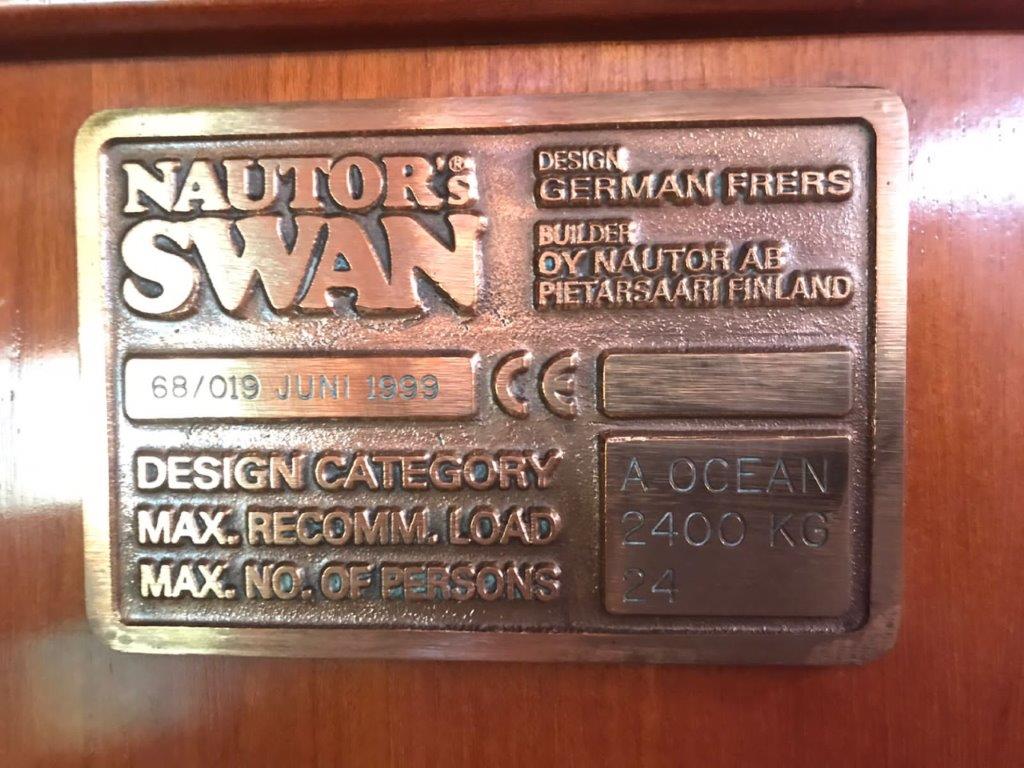 NAUTOR's®
SWAN
DESIGN
GERMAN FRERS
BUILDER
OY NAUTOR AB
PIETARSAARI FINLAND
68/019 JUNI 1999
CE
DESIGN CATEGORY A OCEAN
MAX. RECOMM. LOAD 2400 KG
MAX. NO. OF PERSONS 24